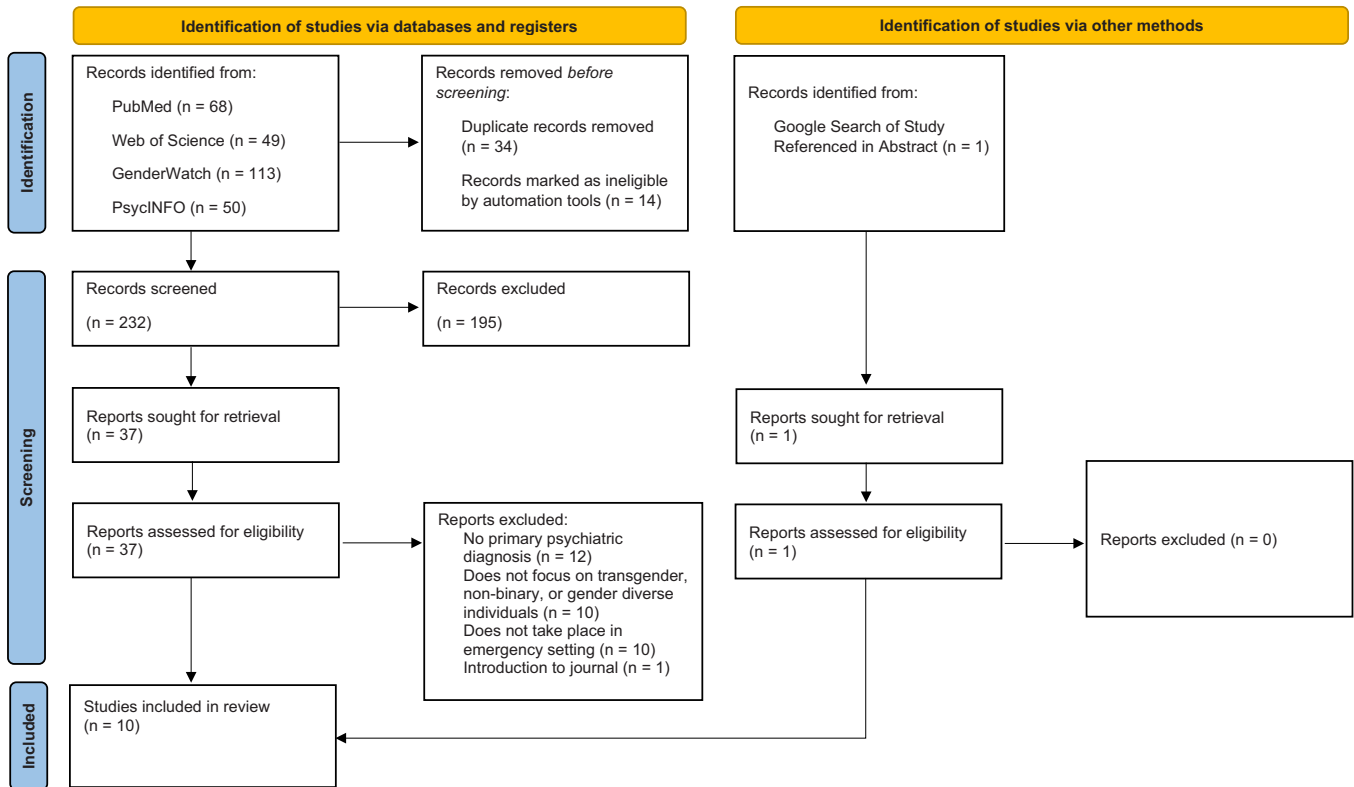 Identification of studies via databases and registers
Identification of studies via other methods
Identification
Records identified from:
PubMed (n = 68)
Web of Science (n = 49)
GenderWatch (n = 113)
PsycINFO (n = 50)
Records removed before
screening:
Duplicate records removed
(n = 34)
Records marked as ineligible
by automation tools (n = 14)
Records identified from:
Google Search of Study
Referenced in Abstract (n = 1)
Screening
Records screened
(n = 232)
Records excluded
(n = 195)
Reports sought for retrieval
(n = 37)
Reports sought for retrieval
(n = 1)
Reports assessed for eligibility
(n = 37)
Reports excluded:
No primary psychiatric
diagnosis (n = 12)
Does not focus on transgender,
non-binary, or gender diverse
individuals (n = 10)
Does not take place in
emergency setting (n = 10)
Introduction to journal (n = 1)
Reports assessed for eligibility
(n = 1)
Reports excluded (n = 0)
Included
Studies included in review
(n = 10)